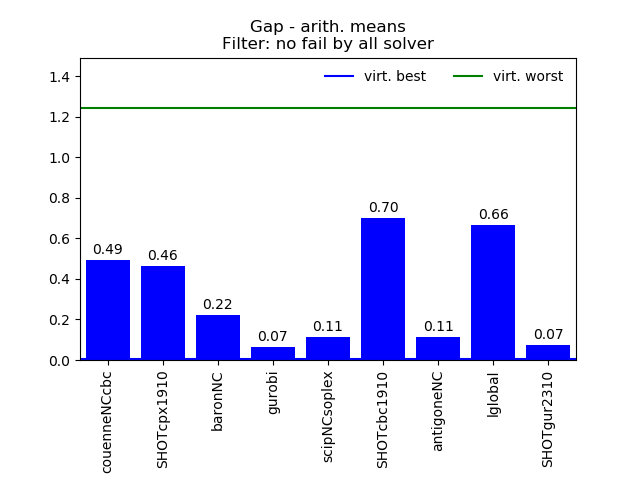 Gap - arith. means
Filter: no fail by all solver
virt. best
virt. worst
1.4
1.2
1.0
0.8
0.6
0.4
0.2
0.0
0.49
0.46
0.22
0.07
0.11
0.70
0.11
0.66
0.07
couenneNCcbc
SHOTcpx1910
baronNC
gurobi
scipNCsoplex
SHOTcbc1910
antigoneNC
lglobal
SHOTgur2310